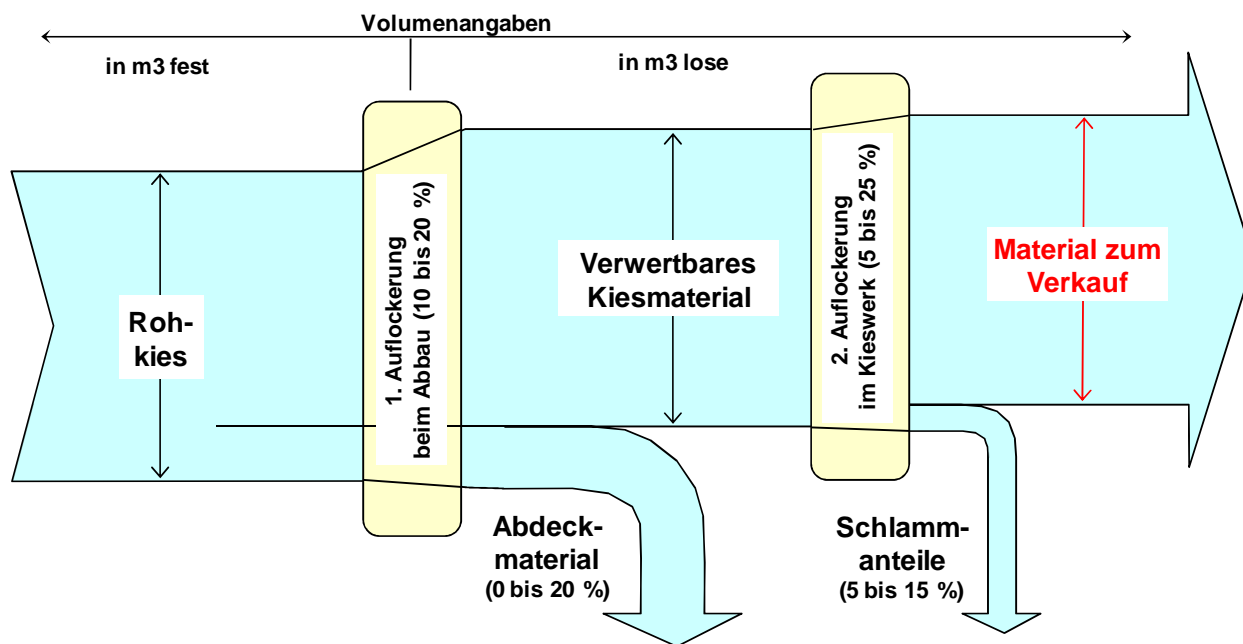 Volumenangaben
in m3 fest
in m3 lose
Roh-
kies
1. Auflockerung
beim Abbau (10 bis 20 %)
Verwertbares
Kiesmaterial
2. Auflockerung
im Kieswerk (5 bis 25 %)
Material zum
Verkauf
Abdeck-
material
(0 bis 20 %)
Schlamm-
anteile
(5 bis 15 %)